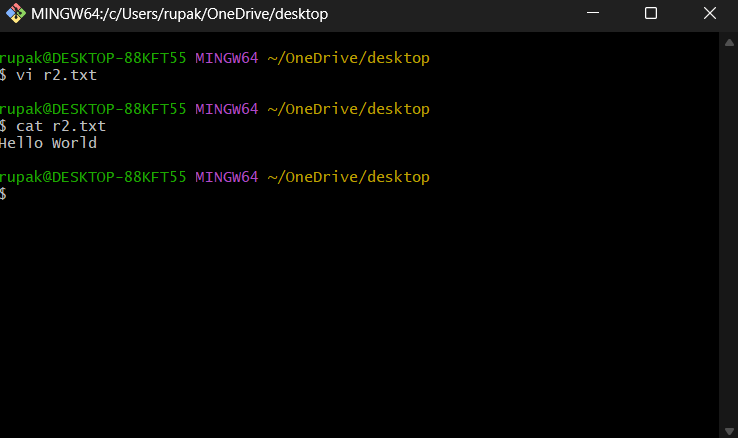 MINGW64:/c/Users/rupak/OneDrive/desktop
rupak@DESKTOP-88KFT55 MINGW64 ~/OneDrive/desktop
$ vi r2.txt
rupak@DESKTOP-88KFT55 MINGW64 ~/OneDrive/desktop
$ cat r2.txt
Hello World
rupak@DESKTOP-88KFT55 MINGW64 ~/OneDrive/desktop
$